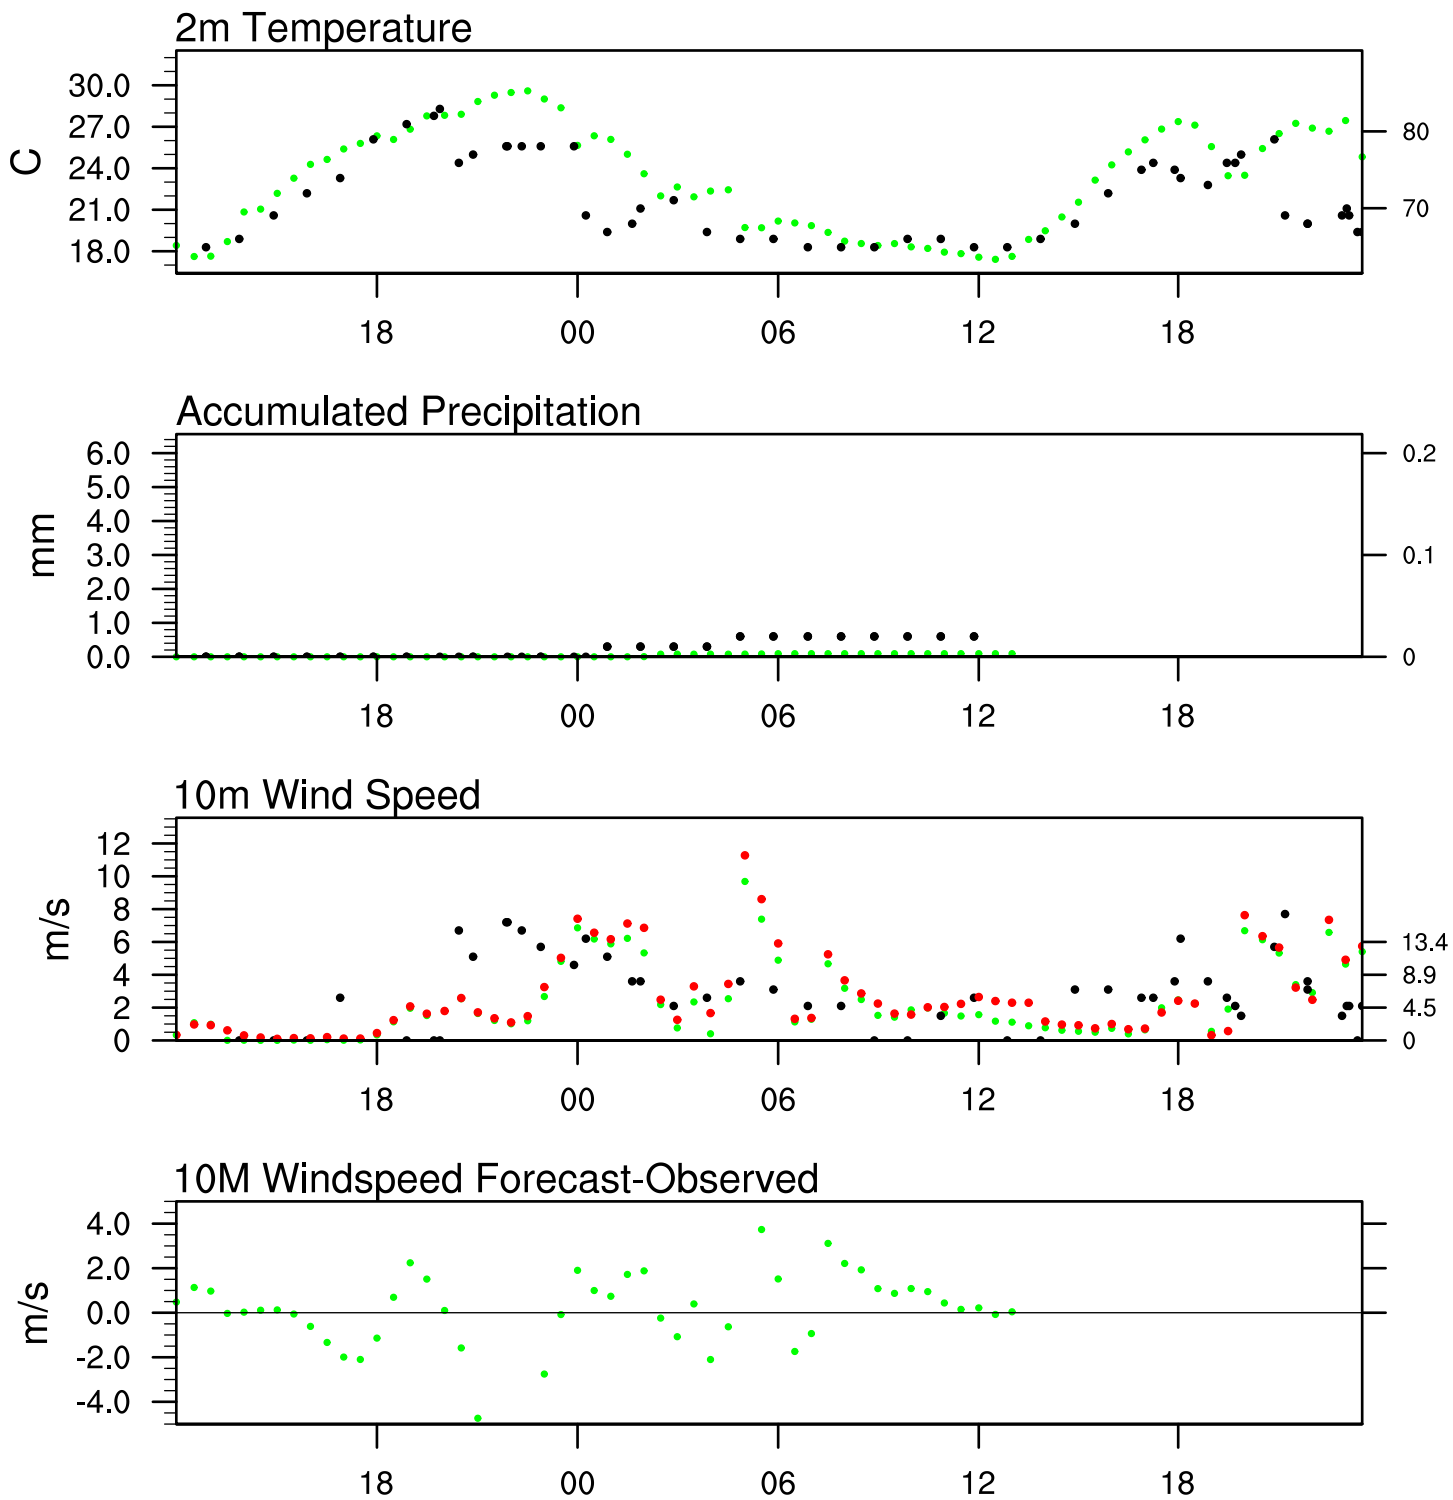 2m Temperature
30.0
27.0
24.0
21.0
18.0
C
80
70
18 00 06 12 18
Accumulated Precipitation
6.0
5.0
4.0
3.0
2.0
1.0
0.0
mm
0.2
0.1
0
18 00 06 12 18
10m Wind Speed
12
10
8
6
4
2
0
m/s
13.4
8.9
4.5
0
18 00 06 12 18
10M Windspeed Forecast-Observed
4.0
2.0
0.0
-2.0
-4.0
m/s
18 00 06 12 18